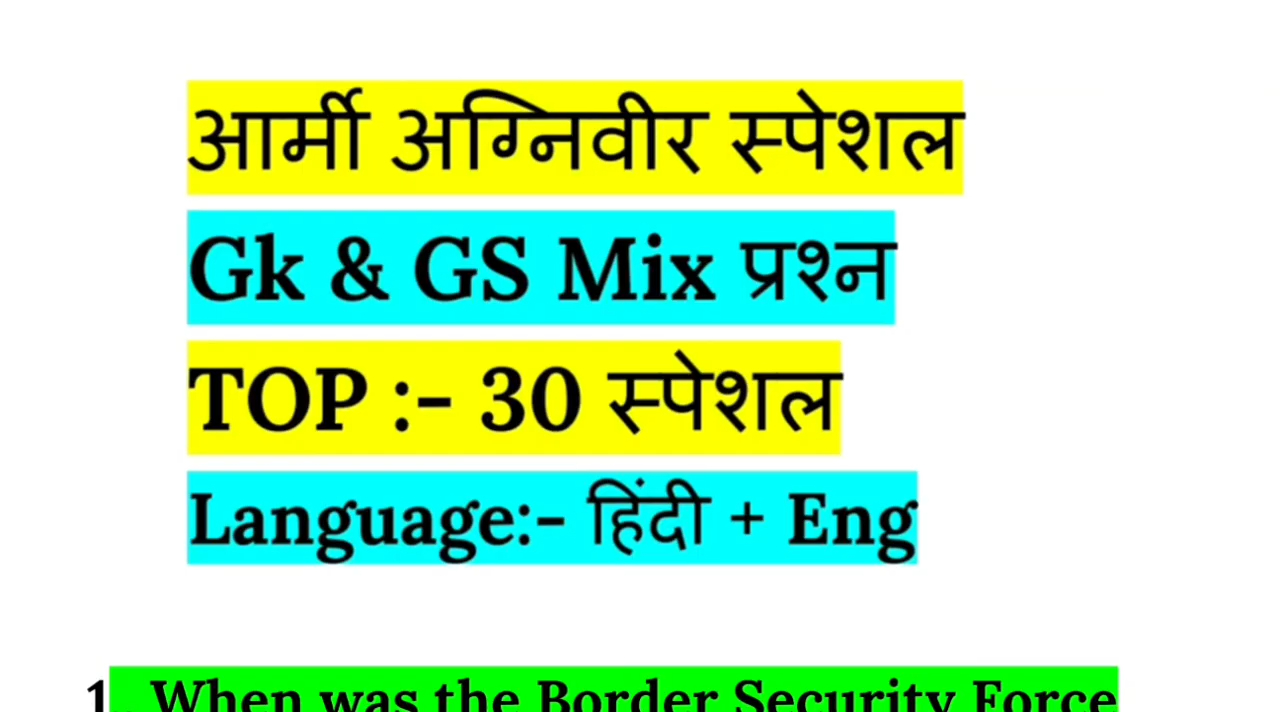 आर्मी अग्निवीर स्पेशल
Gk & GS Mix प्रश्न
TOP :- 30 स्पेशल
Language:- हिंदी + Eng
1. When was the Border Security Force